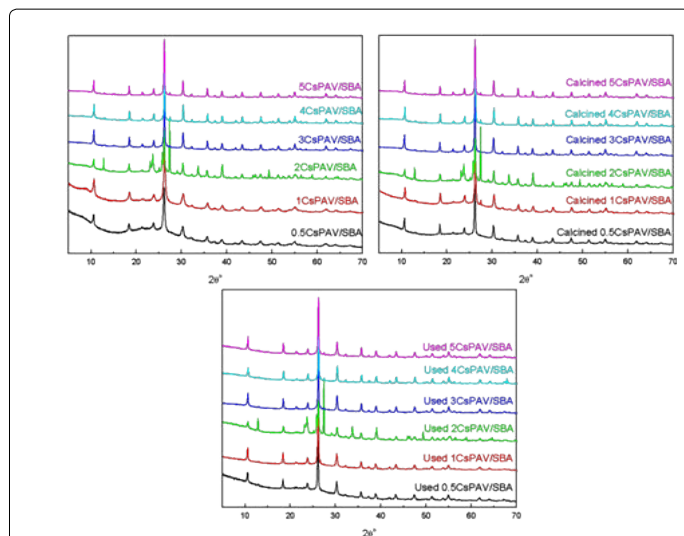 5CsPAV/SBA
4CsPAV/SBA
3CsPAV/SBA
2CsPAV/SBA
1CsPAV/SBA
0.5CsPAV/SBA
10 20 30 40 50 60 70
2θ°
Calcined 5CsPAV/SBA
Calcined 4CsPAV/SBA
Calcined 3CsPAV/SBA
Calcined 2CsPAV/SBA
Calcined 1CsPAV/SBA
Calcined 0.5CsPAV/SBA
10 20 30 40 50 60 70
2θ°
Used 5CsPAV/SBA
Used 4CsPAV/SBA
Used 3CsPAV/SBA
Used 2CsPAV/SBA
Used 1CsPAV/SBA
Used 0.5CsPAV/SBA
10 20 30 40 50 60 70
2θ°